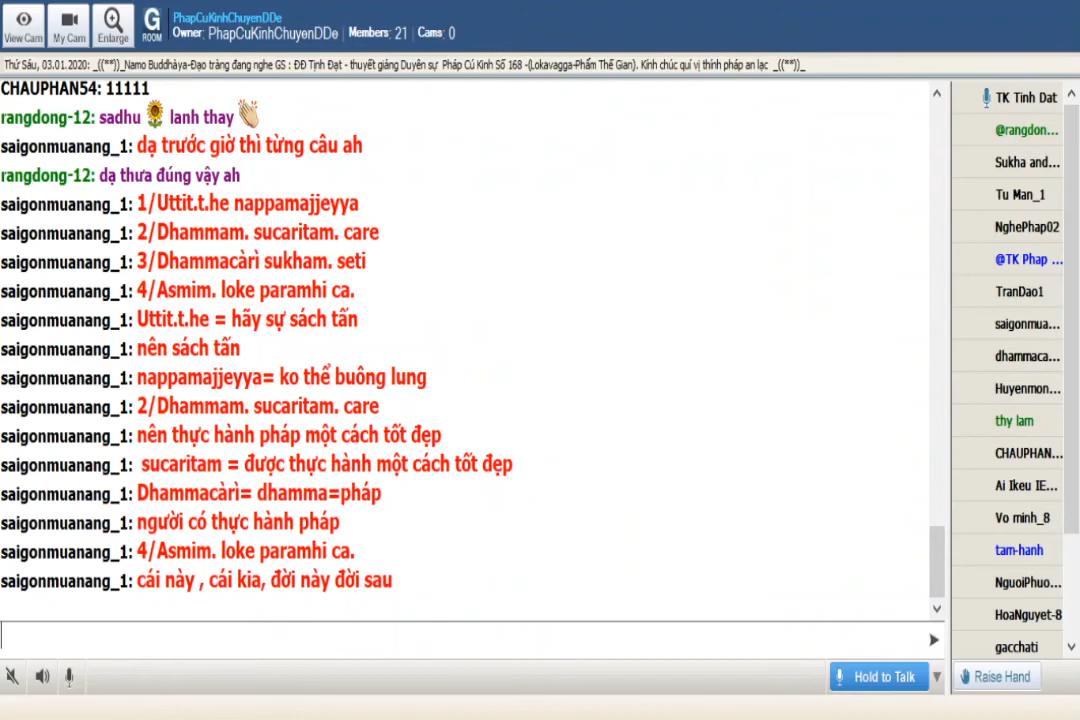 PhapCuKinhChuyenDDe
Owner: PhapCuKinhChuyenDDe | Members: 21 | Cams: 0
View Cam My Cam Enlarge G ROOM
Thứ Sáu, 03.01.2020: _((**))_Namo Buddhàya-Đạo tràng đang nghe GS : ĐĐ Tịnh Đạt - thuyết giảng Duyên sự Pháp Cú Kinh Số 168 -(Lokavagga-Phẩm Thế Gian). Kính chúc quí vị thính pháp an lạc _((**))_
CHAUPHAN54: 11111
rangdong-12: sadhu 🌻 lanh thay 👏
saigonmuanang_1: dạ trước giờ thì từng câu ah
rangdong-12: dạ thưa đúng vậy ah
saigonmuanang_1: 1/Uttit.t.he nappamajjeyya
saigonmuanang_1: 2/Dhammam. sucaritam. care
saigonmuanang_1: 3/Dhammacàrì sukham. seti
saigonmuanang_1: 4/Asmim. loke paramhi ca.
saigonmuanang_1: Uttit.t.he = hãy sự sách tấn
saigonmuanang_1: nên sách tấn
saigonmuanang_1: nappamajjeyya= ko thể buông lung
saigonmuanang_1: 2/Dhammam. sucaritam. care
saigonmuanang_1: nên thực hành pháp một cách tốt đẹp
saigonmuanang_1: sucaritam = được thực hành một cách tốt đẹp
saigonmuanang_1: Dhammacàrì= dhamma=pháp
saigonmuanang_1: người có thực hành pháp
saigonmuanang_1: 4/Asmim. loke paramhi ca.
saigonmuanang_1: cái này , cái kia, đời này đời sau
TK Tinh Dat
@rangdon...
Sukha and...
Tu Man_1
NghePhap02
@TK Phap ...
TranDao1
saigonmua...
dhammaca...
Huyenmon...
thy lam
CHAUPHAN...
Ai Ikeu IE...
Vo minh_8
tam-hanh
NguoiPhuo...
HoaNguyet-8
gacchati
Hold to Talk
Raise Hand